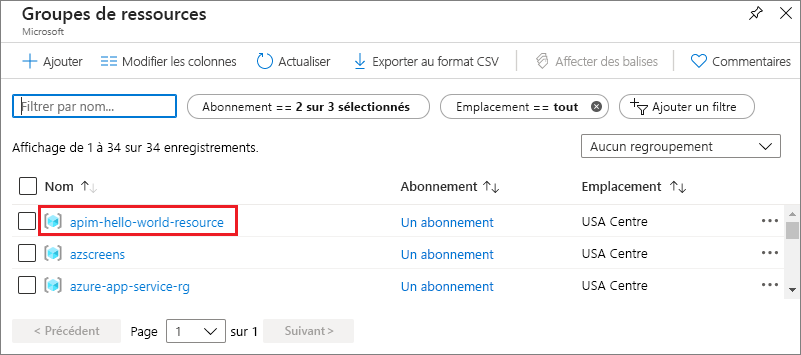 Groupes de ressources
Microsoft
Ajouter Modifier les colonnes Actualiser Exporter au format CSV Affecter des balises Commentaires
Filtrer par nom... Abonnement == 2 sur 3 sélectionnés Emplacement == tout Ajouter un filtre
Affichage de 1 à 34 sur 34 enregistrements. Aucun regroupement
Nom Abonnement Emplacement
apim-hello-world-resource Un abonnement USA Centre
azscreens Un abonnement USA Centre
azure-app-service-rg Un abonnement USA Centre
< Précédent Page 1 sur 1 Suivant>